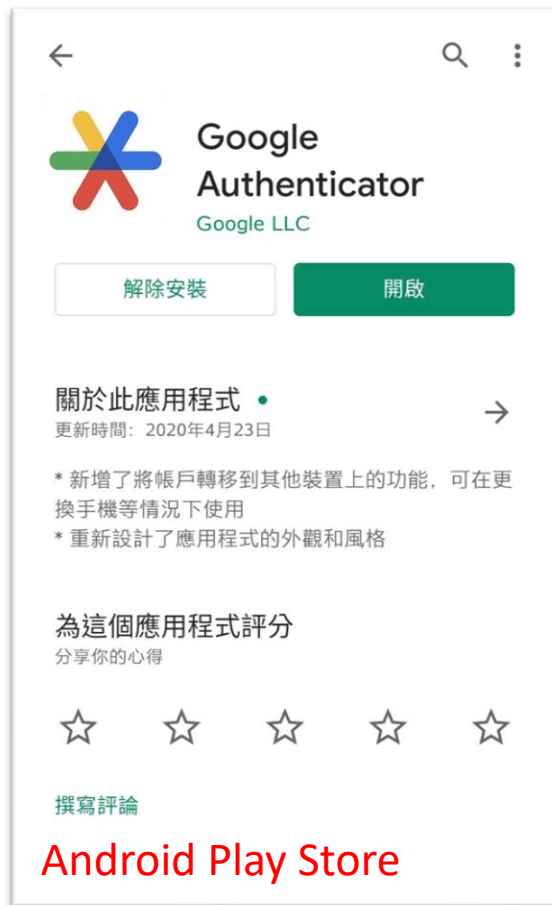 Google
Authenticator
Google LLC
解除安裝
開啟
關於此應用程式
更新時間: 2020年4月23日
* 新增了將帳戶轉移到其他裝置上的功能，可在更
換手機等情況下使用
* 重新設計了應用程式的外觀和風格
為這個應用程式評分
分享你的心得
撰寫評論
Android Play Store